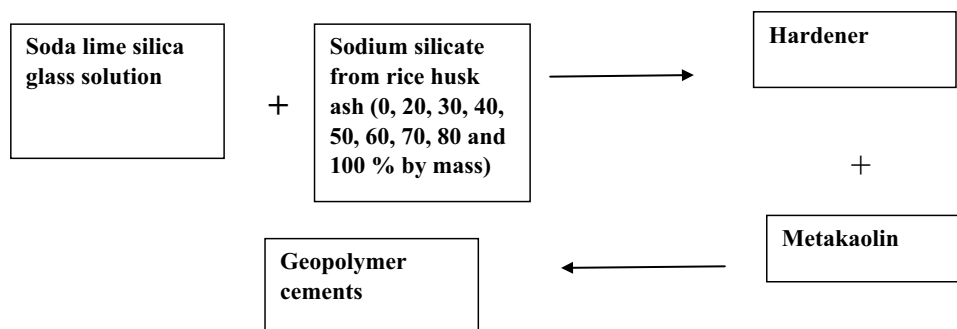 Soda lime silica
glass solution
+
Sodium silicate
from rice husk
ash (0, 20, 30, 40,
50, 60, 70, 80 and
100 % by mass)
Hardener
+
Metakaolin
Geopolymer
cements